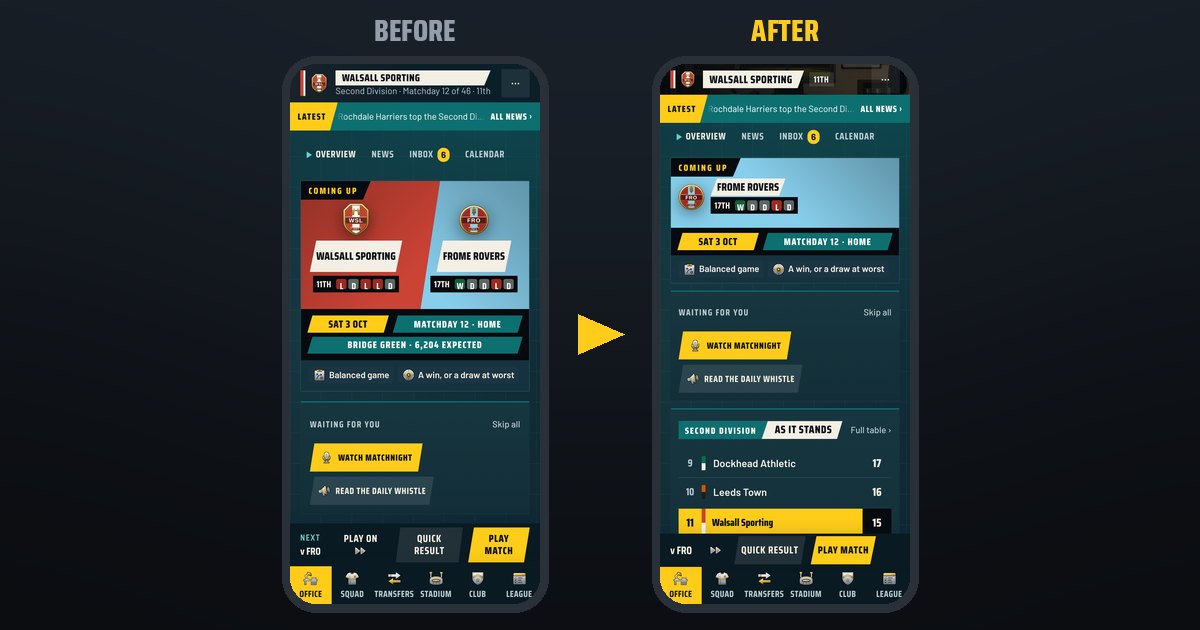 BEFORE
WALSALL SPORTING
Second Division · Matchday 12 of 46 · 11th
...
LATEST
Rochdale Harriers top the Second Di...
ALL NEWS ›
OVERVIEW NEWS INBOX 6 CALENDAR
COMING UP
WSL
FRO
WALSALL SPORTING
FROME ROVERS
11TH L D L L D
17TH W D D L D
SAT 3 OCT
MATCHDAY 12 · HOME
BRIDGE GREEN · 6,204 EXPECTED
Balanced game
A win, or a draw at worst
WAITING FOR YOU
Skip all
WATCH MATCHNIGHT
READ THE DAILY WHISTLE
NEXT
v FRO
PLAY ON
QUICK
RESULT
PLAY
MATCH
OFFICE SQUAD TRANSFERS STADIUM CLUB LEAGUE
AFTER
WALSALL SPORTING
11TH
...
LATEST
Rochdale Harriers top the Second Di...
ALL NEWS ›
OVERVIEW NEWS INBOX 6 CALENDAR
COMING UP
FRO
FROME ROVERS
17TH W D D L D
SAT 3 OCT
MATCHDAY 12 · HOME
Balanced game
A win, or a draw at worst
WAITING FOR YOU
Skip all
WATCH MATCHNIGHT
READ THE DAILY WHISTLE
SECOND DIVISION
AS IT STANDS
Full table ›
9 Dockhead Athletic 17
10 Leeds Town 16
11 Walsall Sporting 15
v FRO
QUICK RESULT
PLAY MATCH
OFFICE SQUAD TRANSFERS STADIUM CLUB LEAGUE